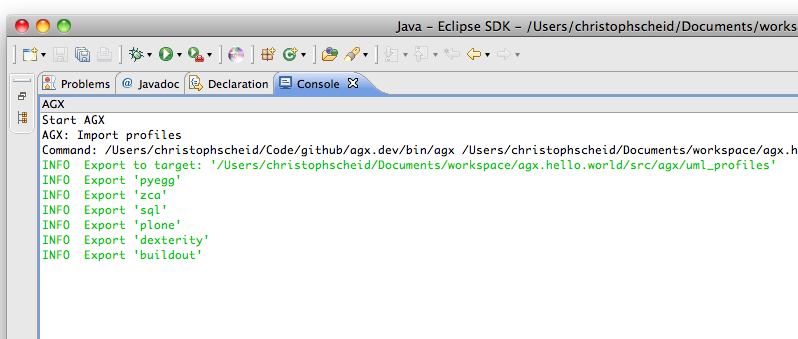 Java – Eclipse SDK – /Users/christophscheid/Documents/works
Problems @ Javadoc Declaration Console
AGX
Start AGX
AGX: Import profiles
Command: /Users/christophscheid/Code/github/agx.dev/bin/agx /Users/christophscheid/Documents/workspace/agx.h
INFO  Export to target: '/Users/christophscheid/Documents/workspace/agx.hello.world/src/agx/uml_profiles'
INFO  Export 'pyegg'
INFO  Export 'zca'
INFO  Export 'sql'
INFO  Export 'plone'
INFO  Export 'dexterity'
INFO  Export 'buildout'